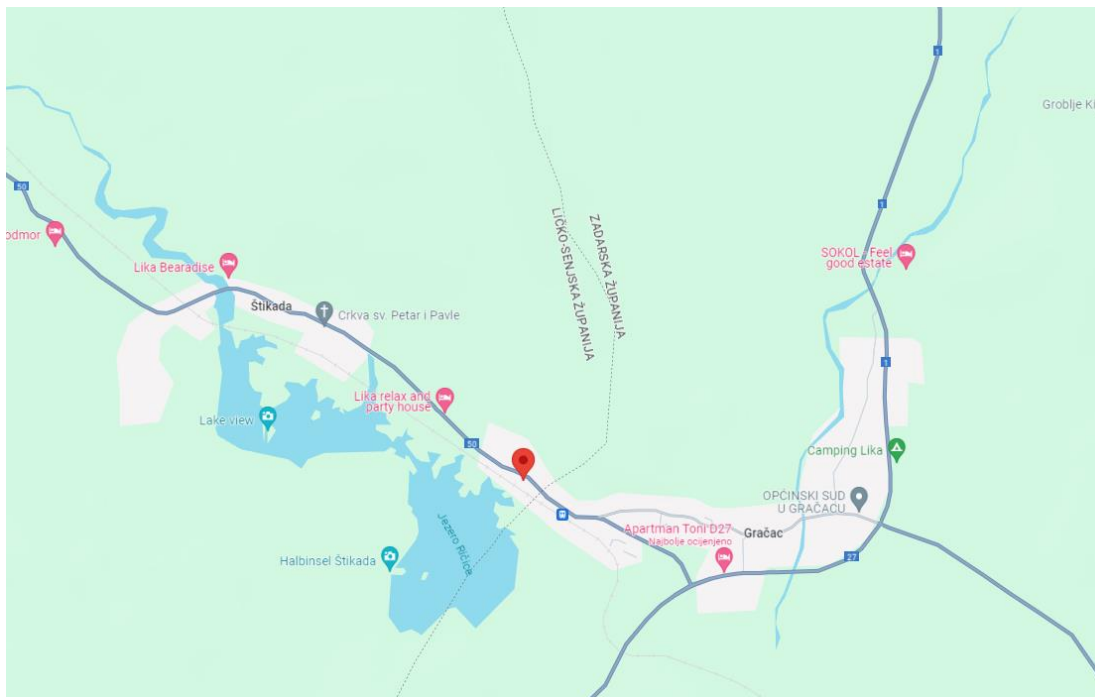 1
Groblje Ki
50
1
odmor
Lika Bearadise
LIČKO-SENJSKA ŽUPANIJA
ZADARSKA ŽUPANIJA
SOKOL - Feel
good estate
Štikada
Crkva sv. Petar i Pavle
1
Lika relax and
party house
Lake view
50
Camping Lika
OPĆINSKI SUD
U GRAČACU
Jezero Ričice
Apartman Toni D27
Najbolje ocijenjeno
Gračac
Halbinsel Štikada
27